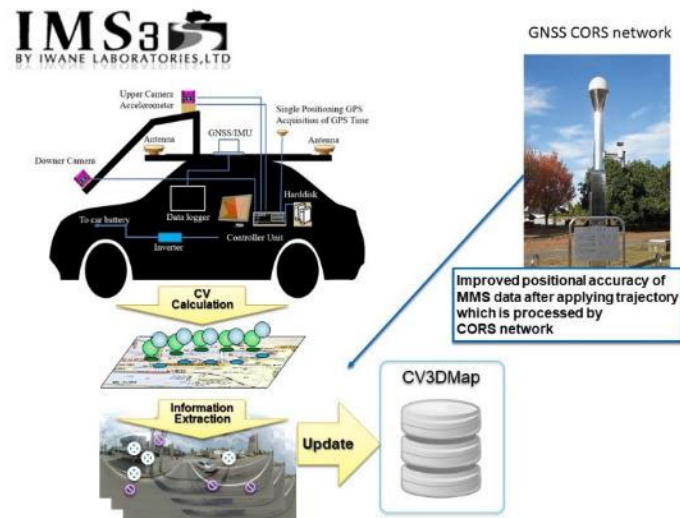 IMS3
BY IWANE LABORATORIES,LTD
GNSS CORS network
Upper Camera
Accelerometer
Single Positioning GPS
Acquisition of GPS Time
Antenna
GNSS/IMU
Antenna
Downer Camera
Harddisk
Data logger
To car battery
Inverter
Controller Unit
Improved positional accuracy of
MMS data after applying trajectory
which is processed by
CORS network
CV
Calculation
CV3DMap
Information
Extraction
Update